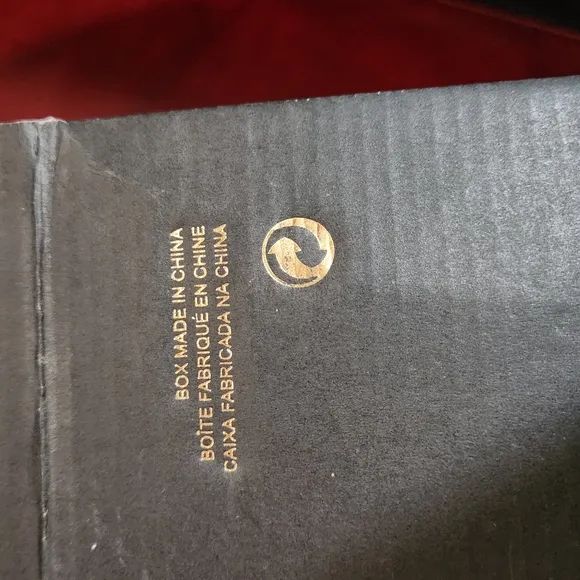 BOX MADE IN CHINA
BOÎTE FABRIQUÉ EN CHINE
CAIXA FABRICADA NA CHINA